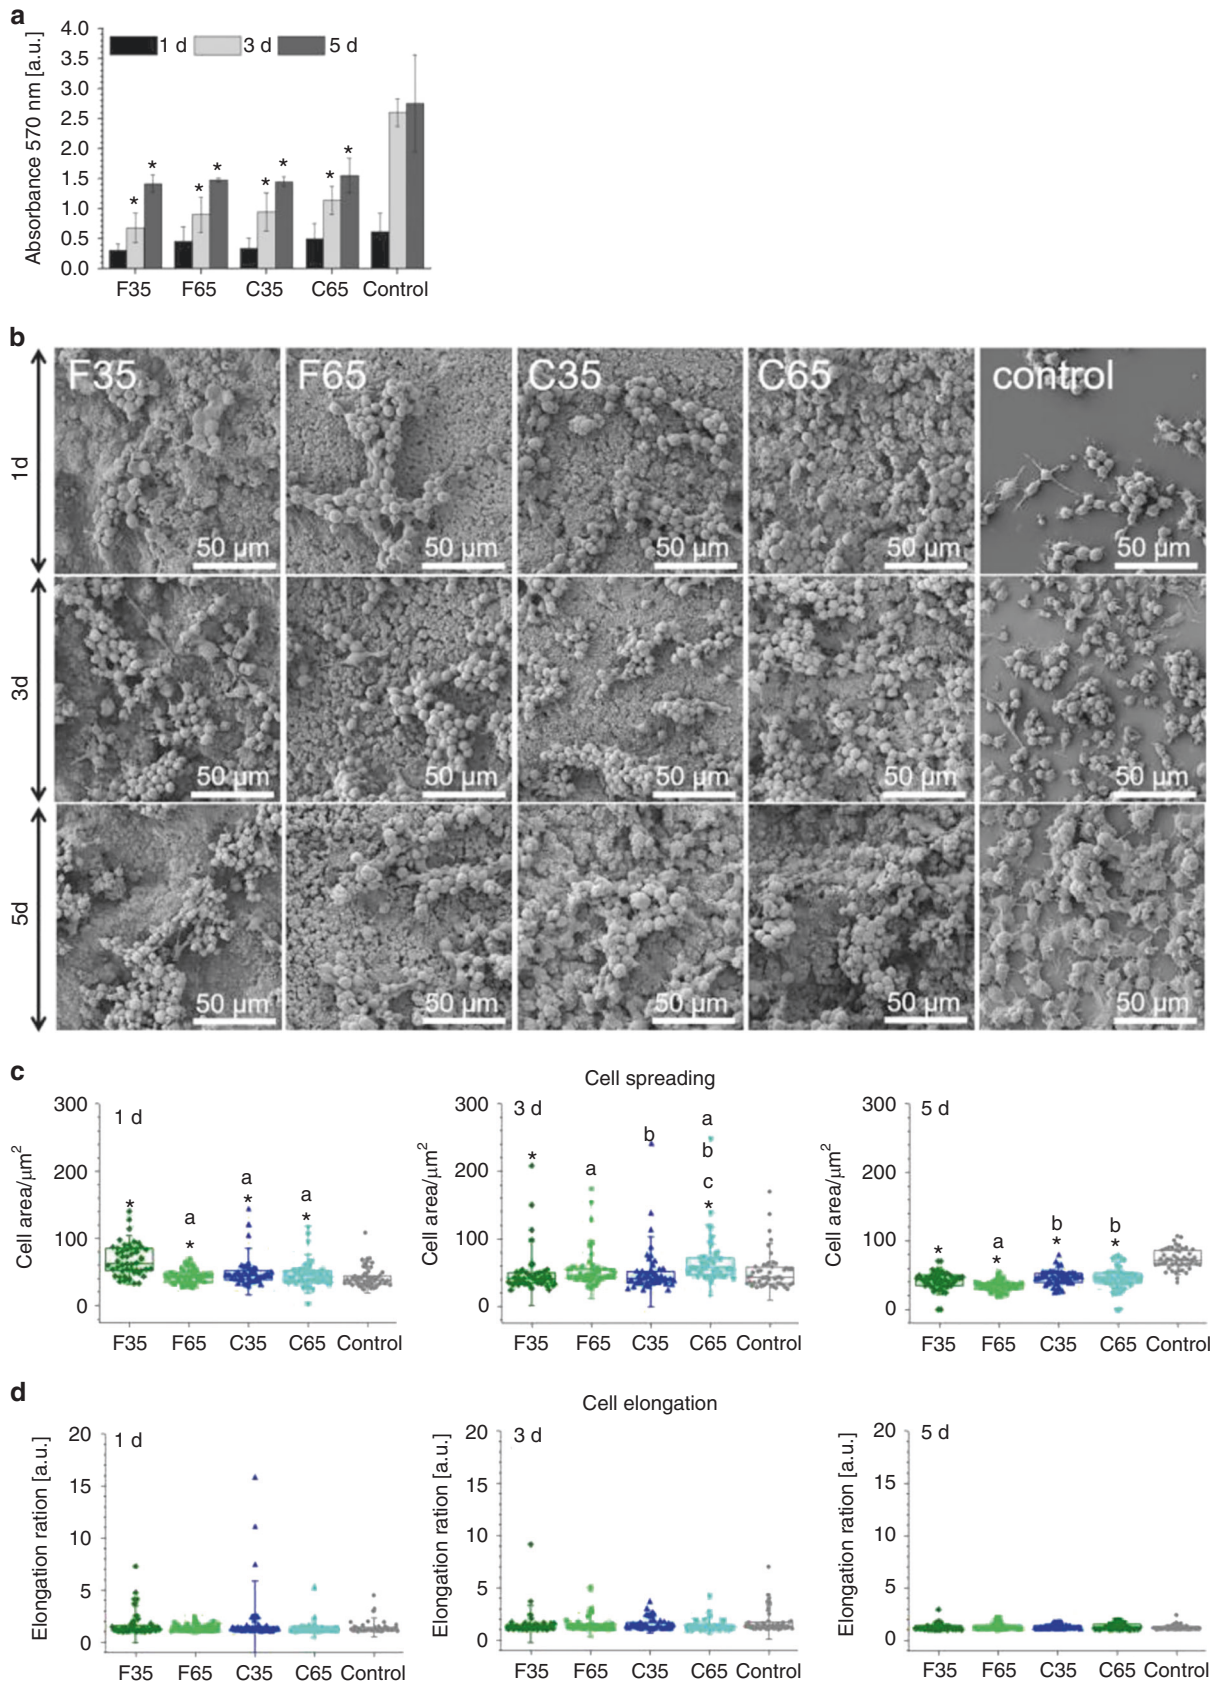 a
Absorbance 570 nm [a.u.]
4.0
3.5
3.0
2.5
2.0
1.5
1.0
0.5
0.0
1 d 3 d 5 d
* * * * * * * *
F35 F65 C35 C65 Control
b
1d
F35 F65 C35 C65 control
50 µm 50 µm 50 µm 50 µm 50 µm
3d
50 µm 50 µm 50 µm 50 µm 50 µm
5d
50 µm 50 µm 50 µm 50 µm 50 µm
c
Cell spreading
Cell area/µm²
300
200
100
0
1 d
* a * a * a *
F35 F65 C35 C65 Control
Cell area/µm²
300
200
100
0
3 d
* a b a b c *
F35 F65 C35 C65 Control
Cell area/µm²
300
200
100
0
5 d
* a * b * b *
F35 F65 C35 C65 Control
d
Cell elongation
Elongation ration [a.u.]
20
15
10
5
0
1 d
F35 F65 C35 C65 Control
Elongation ration [a.u.]
20
15
10
5
0
3 d
F35 F65 C35 C65 Control
Elongation ration [a.u.]
20
15
10
5
0
5 d
F35 F65 C35 C65 Control